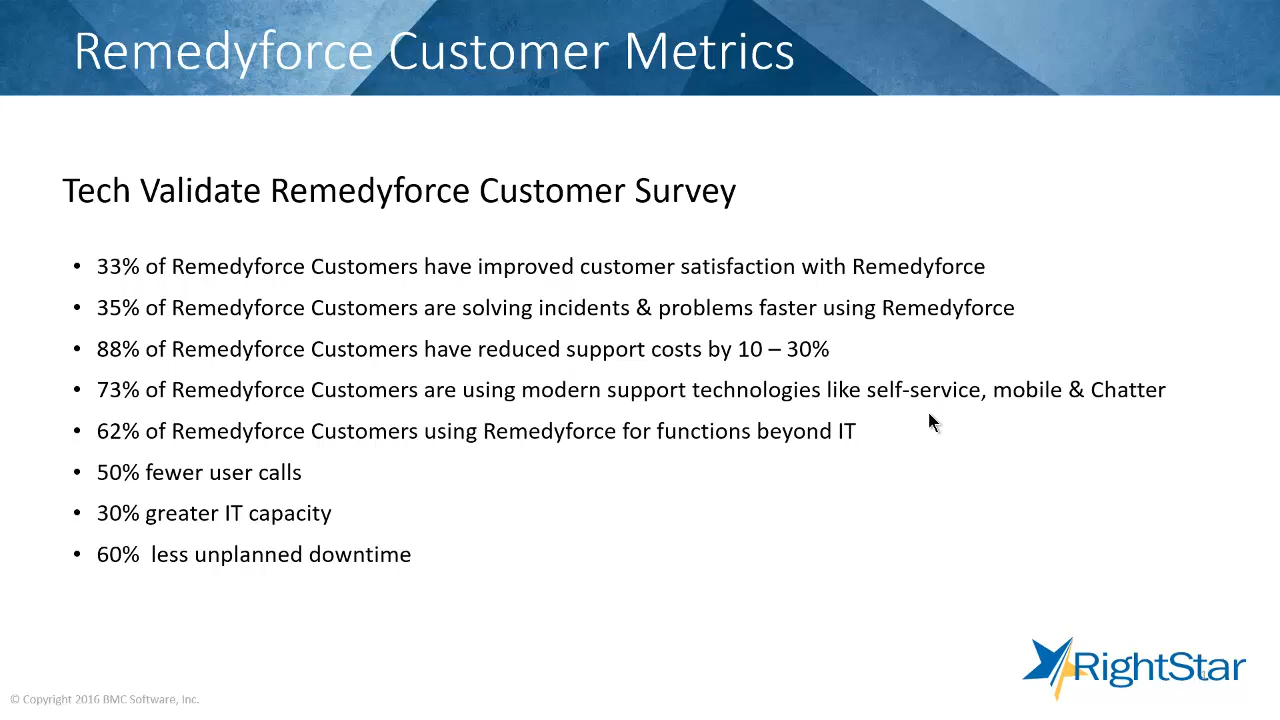 Remedyforce Customer Metrics
Tech Validate Remedyforce Customer Survey
• 33% of Remedyforce Customers have improved customer satisfaction with Remedyforce
• 35% of Remedyforce Customers are solving incidents & problems faster using Remedyforce
• 88% of Remedyforce Customers have reduced support costs by 10 – 30%
• 73% of Remedyforce Customers are using modern support technologies like self-service, mobile & Chatter
• 62% of Remedyforce Customers using Remedyforce for functions beyond IT
• 50% fewer user calls
• 30% greater IT capacity
• 60%  less unplanned downtime
RightStar
© Copyright 2016 BMC Software, Inc.